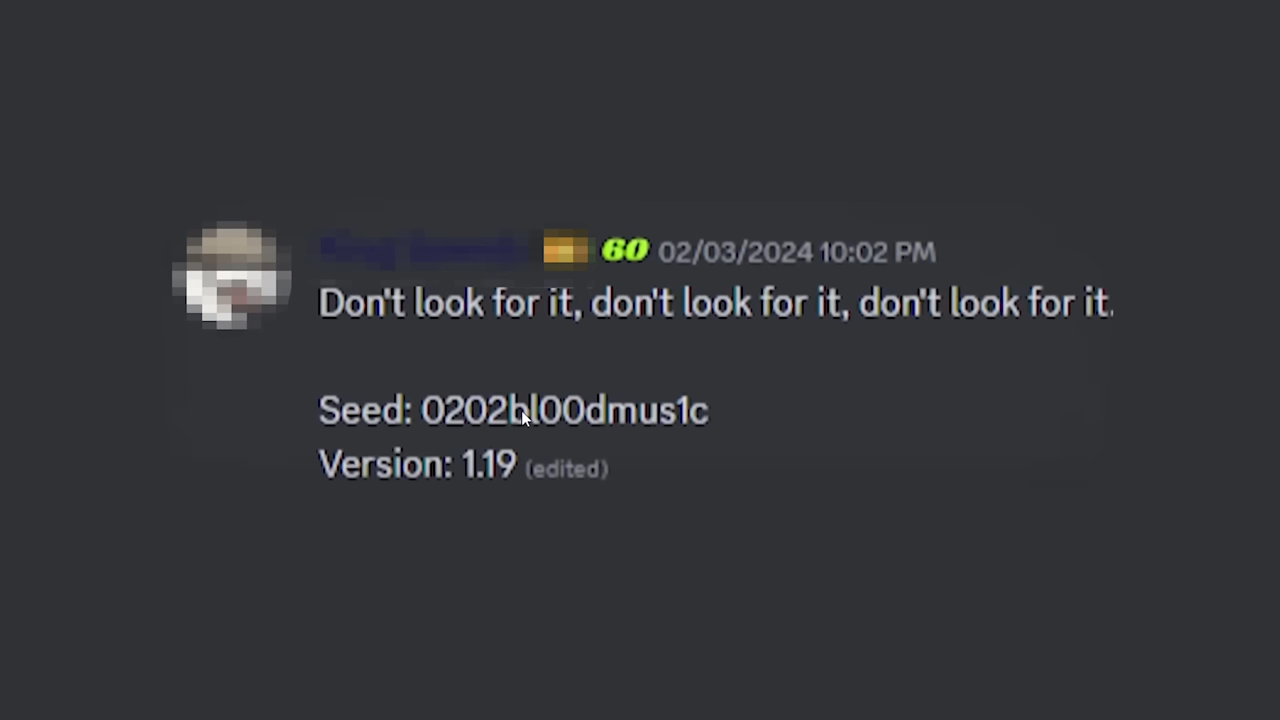 60 02/03/2024 10:02 PM
Don't look for it, don't look for it, don't look for it.
Seed: 0202bl00dmus1c
Version: 1.19 (edited)